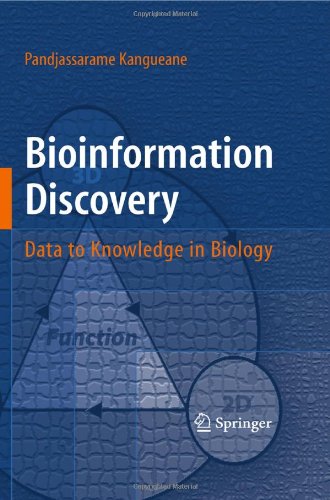 Pandjassarame Kangueane
3D
Bioinformation
Discovery
Data to Knowledge in Biology
Function
2D
Springer